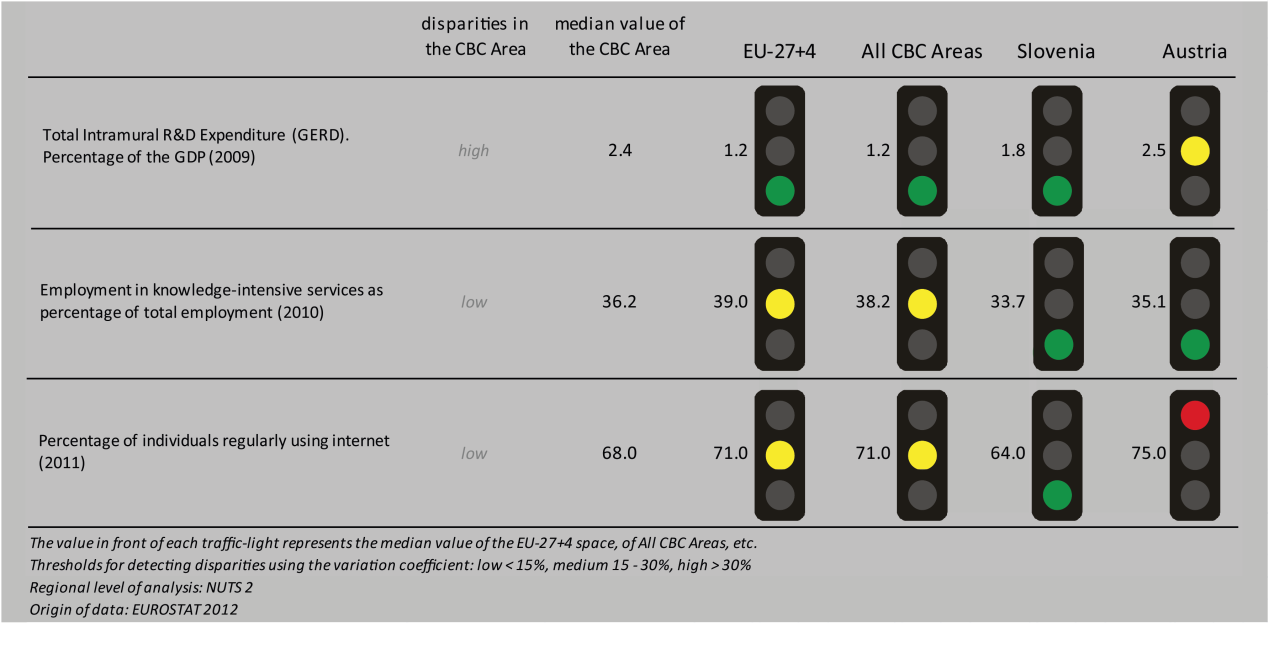 disparities in
the CBC Area
median value of
the CBC Area
EU-27+4
All CBC Areas
Slovenia
Austria
Total Intramural R&D Expenditure (GERD).
Percentage of the GDP (2009)
high
2.4
1.2
1.2
1.8
2.5
Employment in knowledge-intensive services as
percentage of total employment (2010)
low
36.2
39.0
38.2
33.7
35.1
Percentage of individuals regularly using internet
(2011)
low
68.0
71.0
71.0
64.0
75.0
The value in front of each traffic-light represents the median value of the EU-27+4 space, of All CBC Areas, etc.
Thresholds for detecting disparities using the variation coefficient: low < 15%, medium 15 - 30%, high > 30%
Regional level of analysis: NUTS 2
Origin of data: EUROSTAT 2012